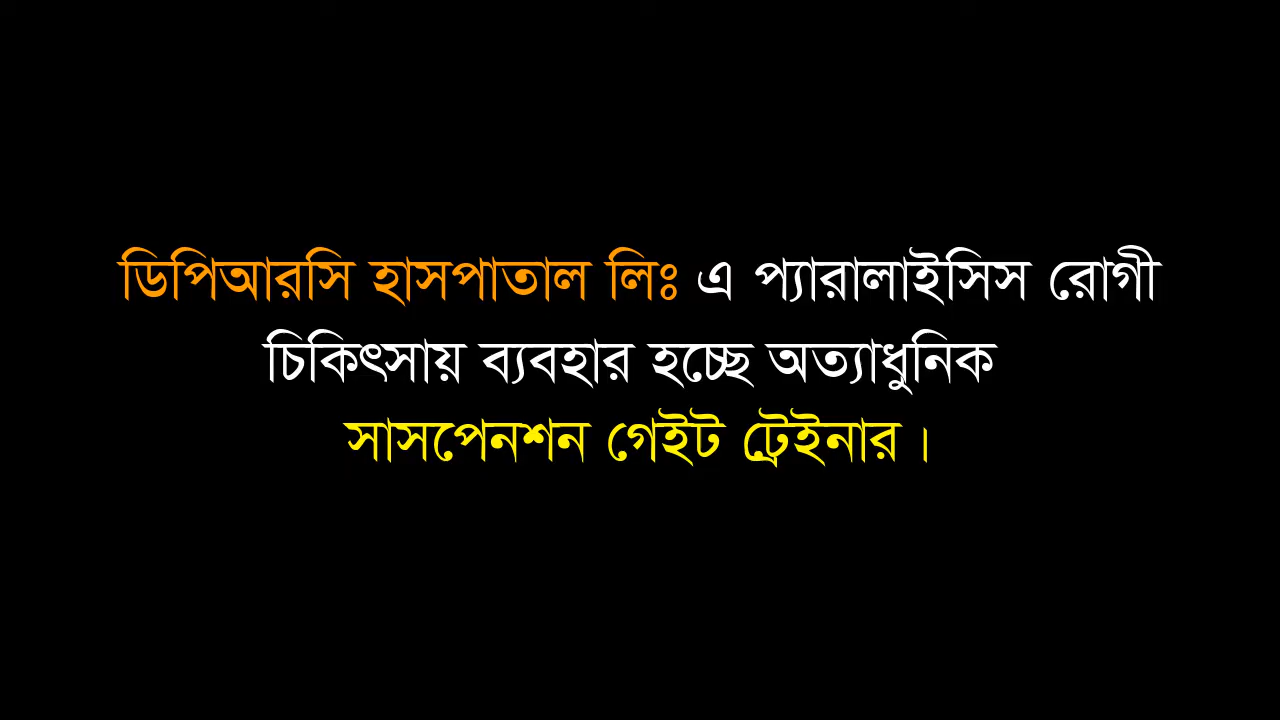 ডিপিআরসি হাসপাতাল লিঃ এ প্যারালাইসিস রোগী
চিকিৎসায় ব্যবহার হচ্ছে অত্যাধুনিক
সাসপেনশন গেইট ট্রেইনার।